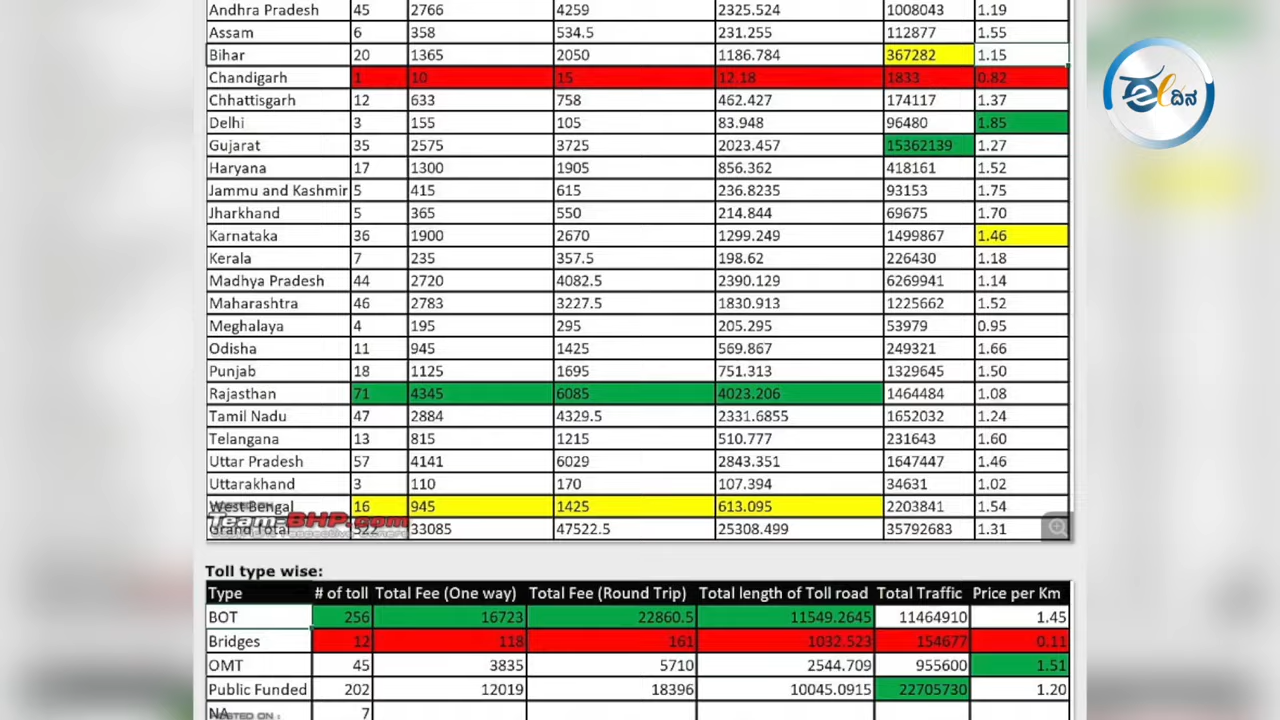 Andhra Pradesh 45 2766 4259 2325.524 1008043 1.19
Assam 6 358 534.5 231.255 112877 1.55
Bihar 20 1365 2050 1186.784 367282 1.15
Chandigarh 1 10 15 12.18 1833 0.82
Chhattisgarh 12 633 758 462.427 174117 1.37
Delhi 3 155 105 83.948 96480 1.85
Gujarat 35 2575 3725 2023.457 15362139 1.27
Haryana 17 1300 1905 856.362 418161 1.52
Jammu and Kashmir 5 415 615 236.8235 93153 1.75
Jharkhand 5 365 550 214.844 69675 1.70
Karnataka 36 1900 2670 1299.249 1499867 1.46
Kerala 7 235 357.5 198.62 226430 1.18
Madhya Pradesh 44 2720 4082.5 2390.129 6269941 1.14
Maharashtra 46 2783 3227.5 1830.913 1225662 1.52
Meghalaya 4 195 295 205.295 53979 0.95
Odisha 11 945 1425 569.867 249321 1.66
Punjab 18 1125 1695 751.313 1329645 1.50
Rajasthan 71 4345 6085 4023.206 1464484 1.08
Tamil Nadu 47 2884 4329.5 2331.6855 1652032 1.24
Telangana 13 815 1215 510.777 231643 1.60
Uttar Pradesh 57 4141 6029 2843.351 1647447 1.46
Uttarakhand 3 110 170 107.394 34631 1.02
West Bengal 16 945 1425 613.095 2203841 1.54
Team-BHP.com
Grand Total 522 33085 47522.5 25308.499 35792683 1.31
Toll type wise:
Type # of toll Total Fee (One way) Total Fee (Round Trip) Total length of Toll road Total Traffic Price per Km
BOT 256 16723 22860.5 11549.2645 11464910 1.45
Bridges 12 118 161 1032.523 154677 0.11
OMT 45 3835 5710 2544.709 955600 1.51
Public Funded 202 12019 18396 10045.0915 22705730 1.20
NA 7
HOSTED ON :
ದಿನ